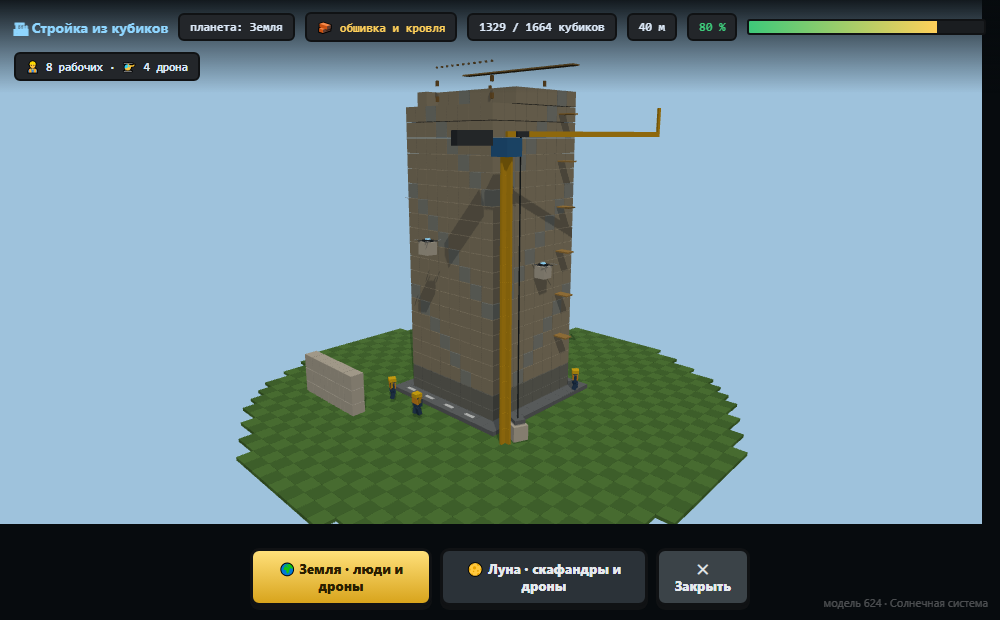 Стройка из кубиков
планета: Земля
обшивка и кровля
1329 / 1664 кубиков
40 м
80 %
8 рабочих · 4 дрона
Земля · люди и
дроны
Луна · скафандры и
дроны
✕
Закрыть
модель 624 · Солнечная система